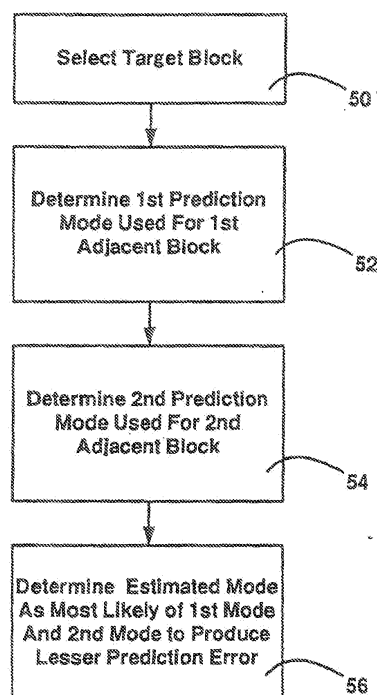 Select Target Block
50
Determine 1st Prediction
Mode Used For 1st
Adjacent Block
52
Determine 2nd Prediction
Mode Used For 2nd
Adjacent Block
54
Determine Estimated Mode
As Most Likely of 1st Mode
And 2nd Mode to Produce
Lesser Prediction Error
56